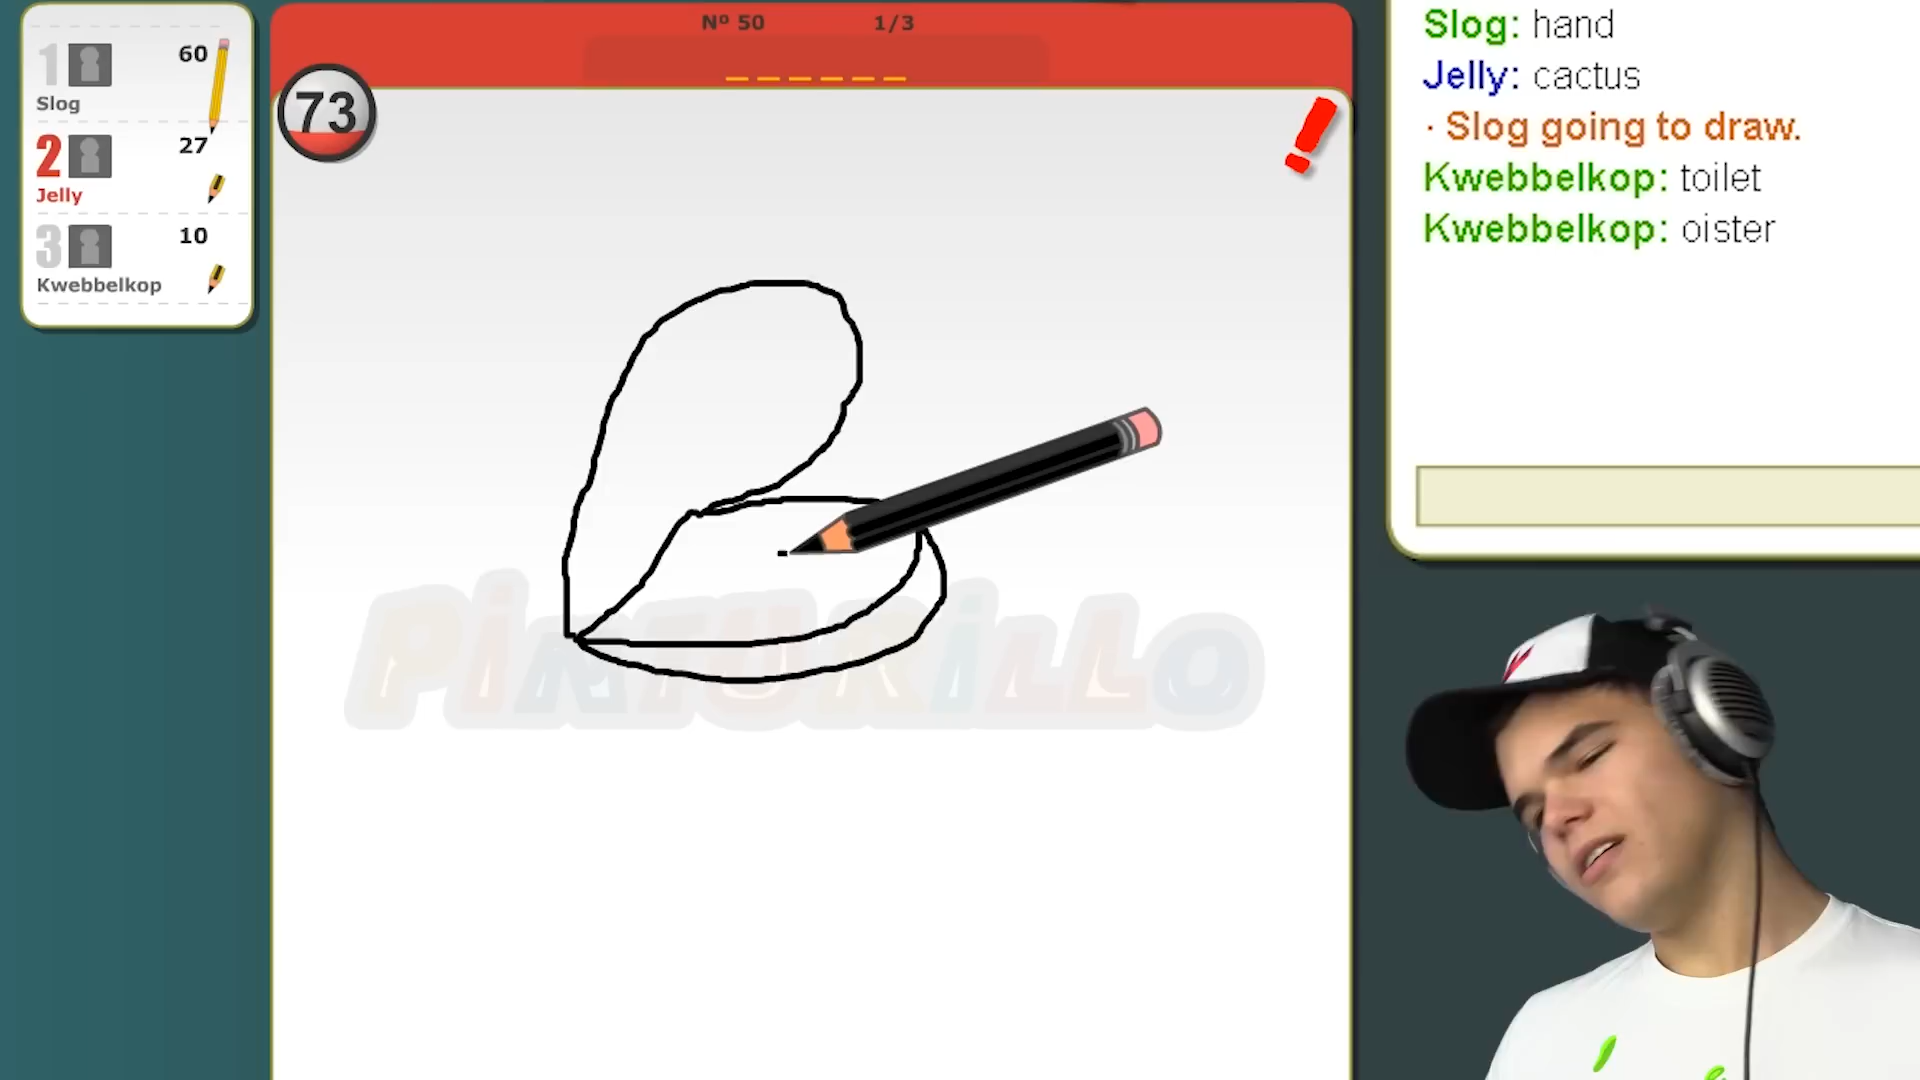 1
60
Slog
2
27
Jelly
3
10
Kwebbelkop
Nº 50
1/3
73
PINTURILLO
Slog: hand
Jelly: cactus
· Slog going to draw.
Kwebbelkop: toilet
Kwebbelkop: oister